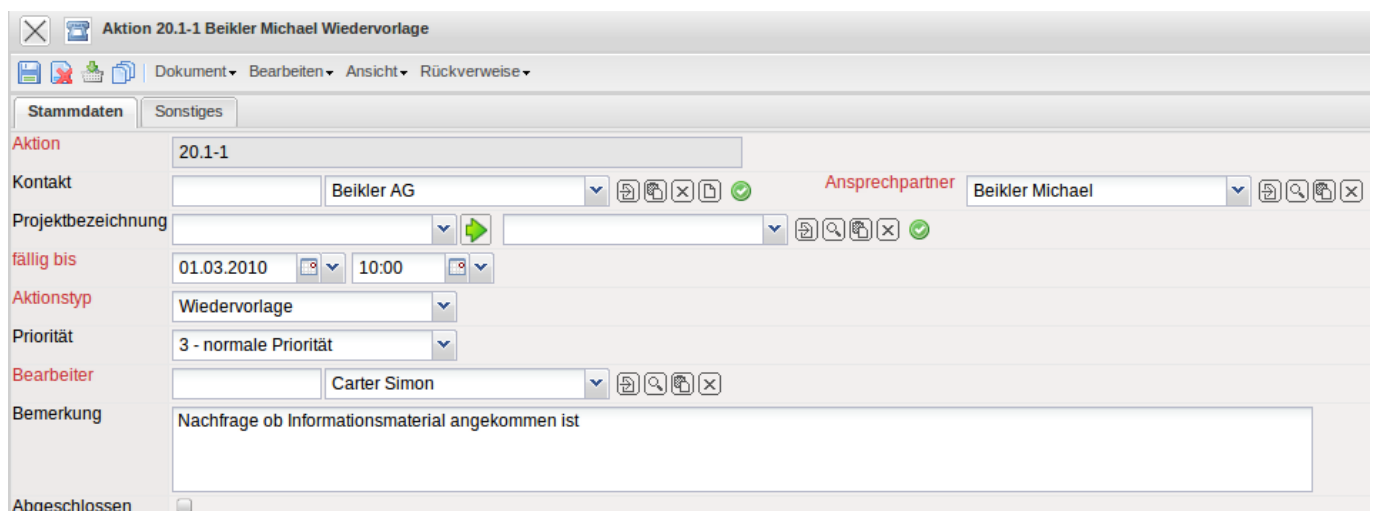 Aktion 20.1-1 Beikler Michael Wiedervorlage
Dokument Bearbeiten Ansicht Rückverweise
Stammdaten Sonstiges
Aktion 20.1-1
Kontakt Beikler AG Ansprechpartner Beikler Michael
Projektbezeichnung
fällig bis 01.03.2010 10:00
Aktionstyp Wiedervorlage
Priorität 3 - normale Priorität
Bearbeiter Carter Simon
Bemerkung Nachfrage ob Informationsmaterial angekommen ist
Abgeschlossen